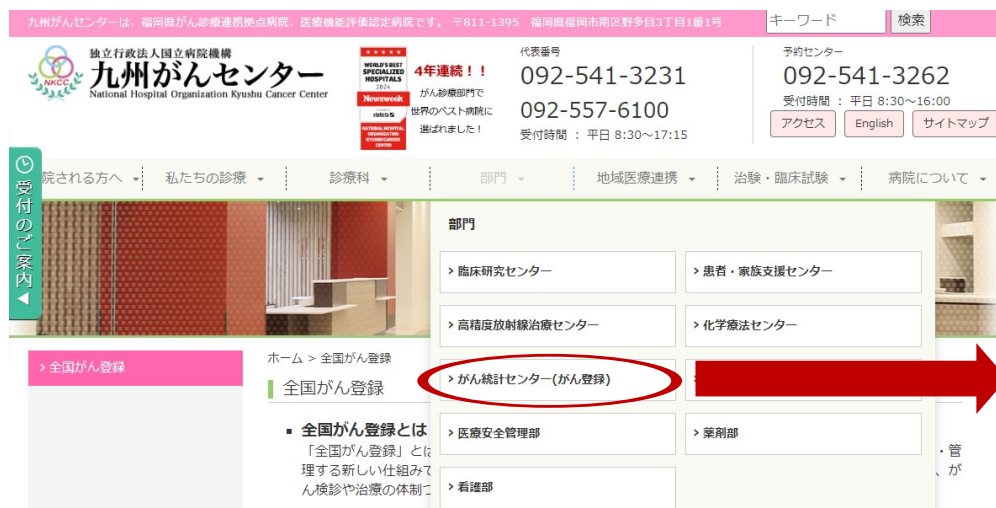 九州がんセンターは、福岡県がん診療連携拠点病院、医療機能評価認定病院です。 〒811-1395 福岡県福岡市南区野多目3丁目1番1号
キーワード 検索
独立行政法人国立病院機構
九州がんセンター
National Hospital Organization Kyushu Cancer Center
NKCC
WORLD'S BEST
SPECIALIZED
HOSPITALS
2024
Newsweek
statista
NATIONAL HOSPITAL
ORGANIZATION
KYUSHU CANCER
CENTER
4年連続！！
がん診療部門で
世界のベスト病院に
選ばれました！
代表番号
092-541-3231
092-557-6100
受付時間 ： 平日 8:30～17:15
予約センター
092-541-3262
受付時間 ： 平日 8:30～16:00
アクセス English サイトマップ
受付のご案内
院される方へ 私たちの診療 診療科 部門 地域医療連携 治験・臨床試験 病院について
部門
臨床研究センター
患者・家族支援センター
高精度放射線治療センター
化学療法センター
がん統計センター(がん登録)
医療安全管理部
薬剤部
看護部
全国がん登録
ホーム > 全国がん登録
全国がん登録
全国がん登録とは
「全国がん登録」と ・管
理する新しい仕組みで 、が
ん検診や治療の体制